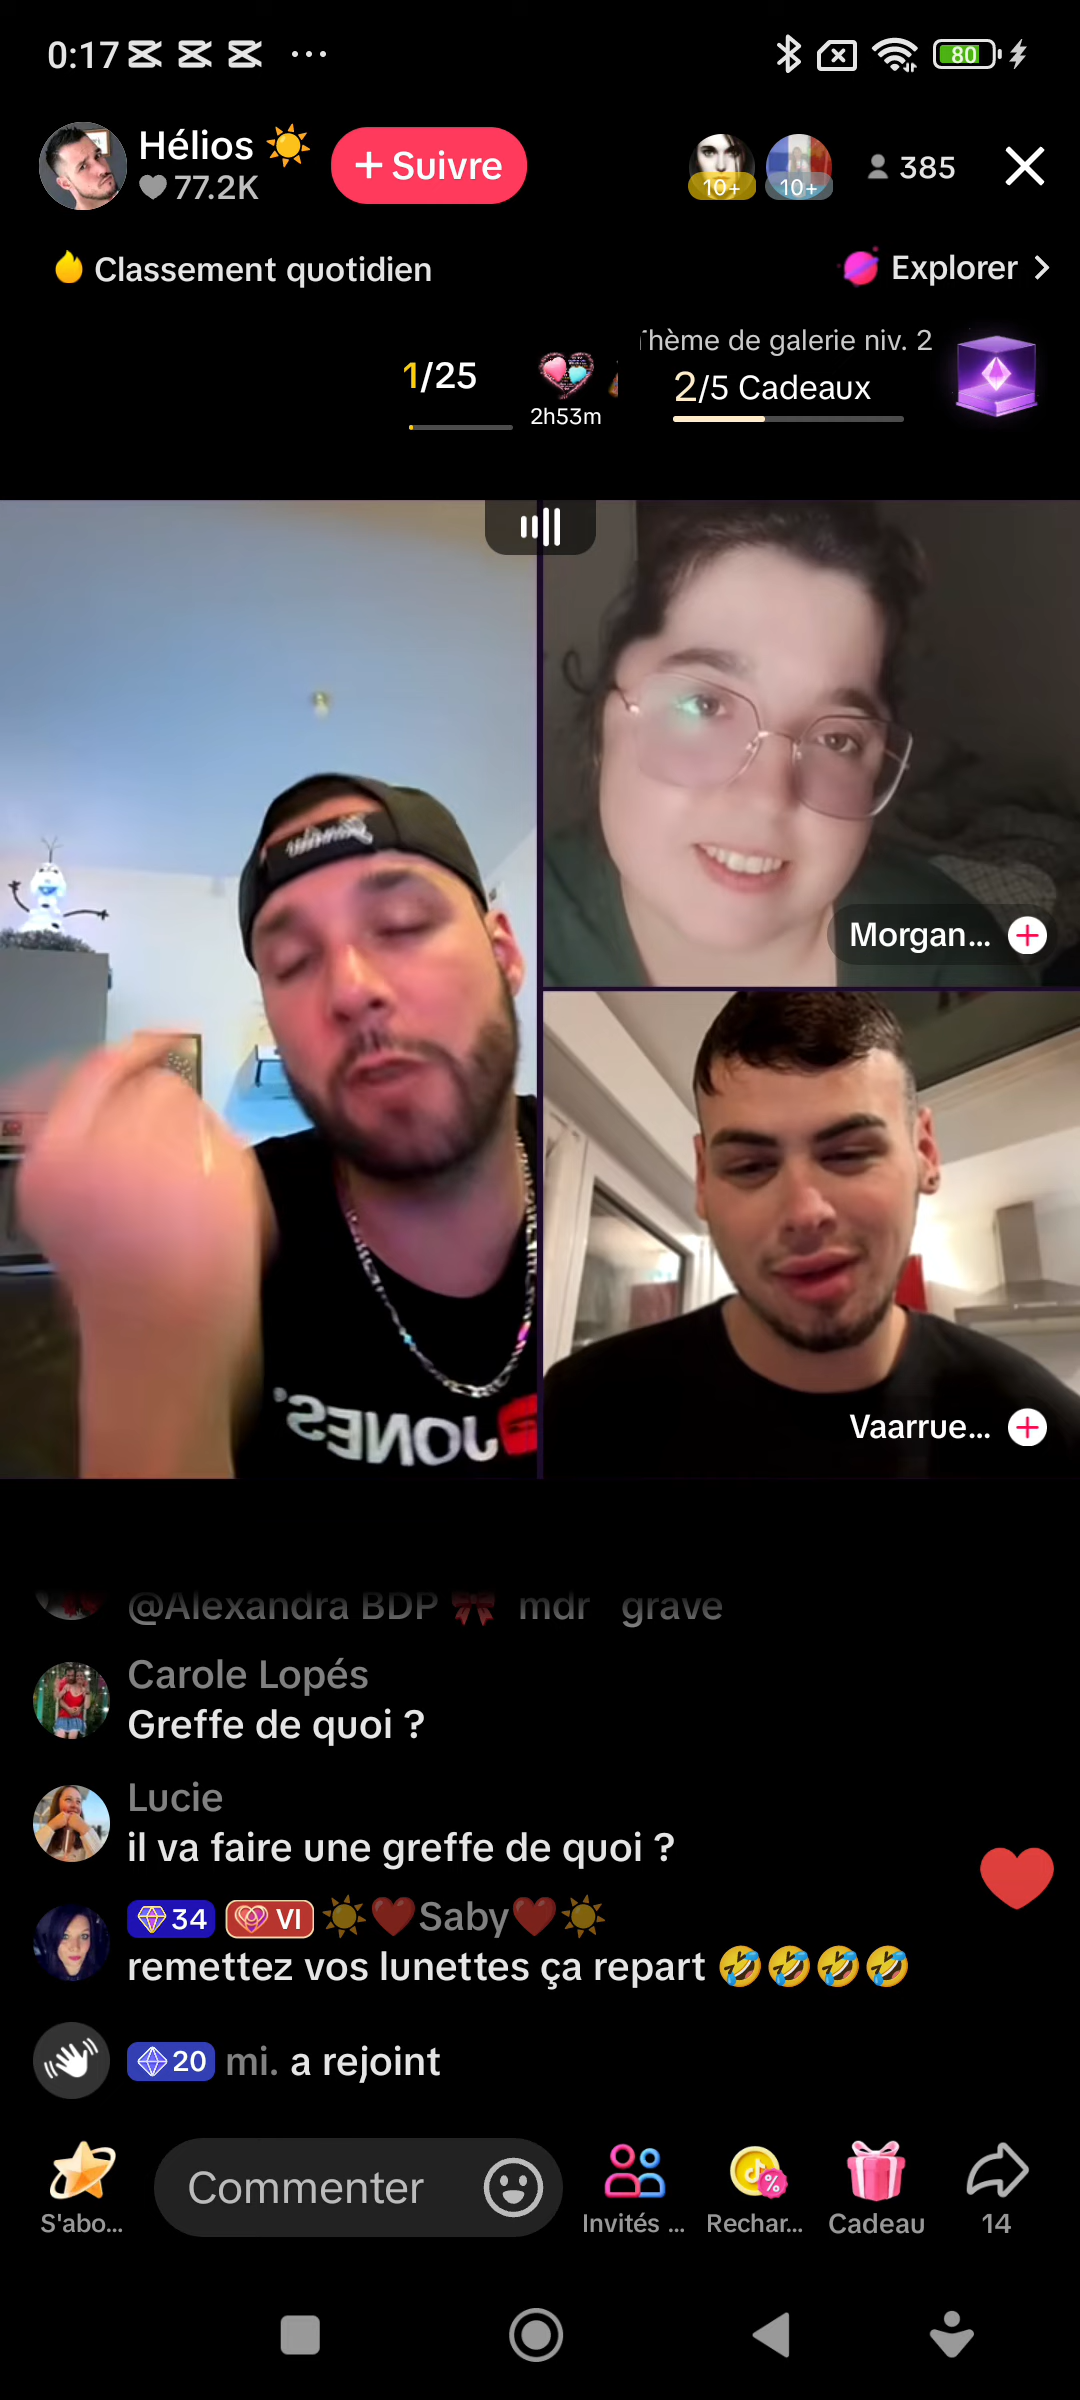 0:17
80
Hélios ☀️
77.2K
+ Suivre
10+
10+
385
Classement quotidien
Explorer >
1/25
2h53m
hème de galerie niv. 2
2/5 Cadeaux
Morgan...
JONES
Vaarrue...
@Alexandra BDP 🎀 mdr grave
Carole Lopés
Greffe de quoi ?
Lucie
il va faire une greffe de quoi ?
34 VI ☀️❤️Saby❤️☀️
remettez vos lunettes ça repart 🤣🤣🤣🤣
20 mi. a rejoint
Commenter
S'abo...
Invités ...
Rechar...
Cadeau
14